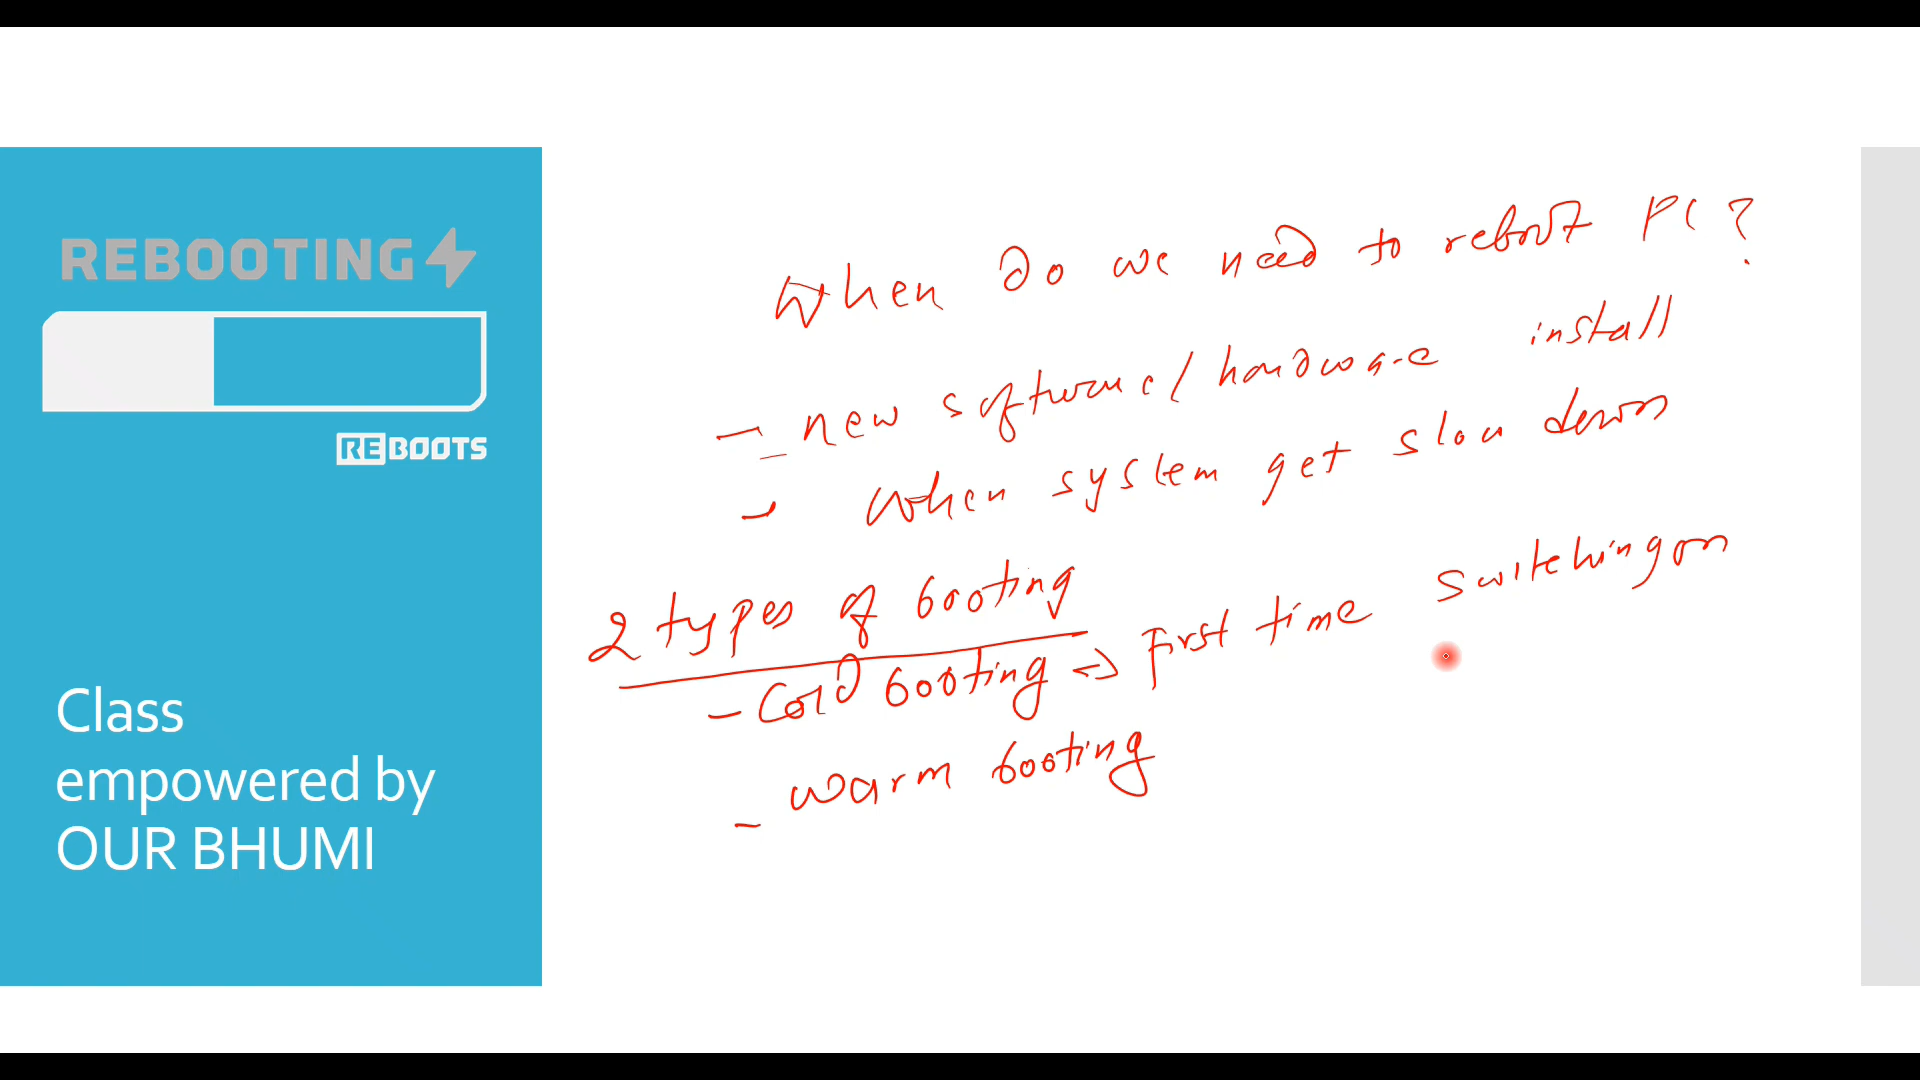 REBOOTING
REBOOTS
Class
empowered by
OUR BHUMI
When do we need to reboot PC?
- new software/hardware install
- When system get slow down
2 types of booting
- Cold booting → First time switching on
- warm booting